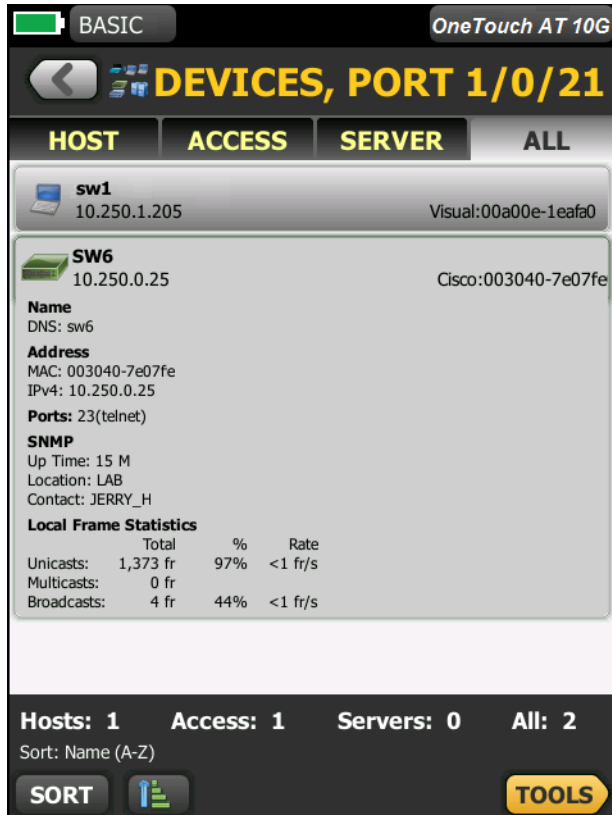 BASIC OneTouch AT 10G
DEVICES, PORT 1/0/21
HOST ACCESS SERVER ALL
sw1
10.250.1.205 Visual:00a00e-1eafa0
SW6
10.250.0.25 Cisco:003040-7e07fe
Name
DNS: sw6
Address
MAC: 003040-7e07fe
IPv4: 10.250.0.25
Ports: 23(telnet)
SNMP
Up Time: 15 M
Location: LAB
Contact: JERRY_H
Local Frame Statistics
Total % Rate
Unicasts: 1,373 fr 97% <1 fr/s
Multicasts: 0 fr
Broadcasts: 4 fr 44% <1 fr/s
Hosts: 1 Access: 1 Servers: 0 All: 2
Sort: Name (A-Z)
SORT TOOLS